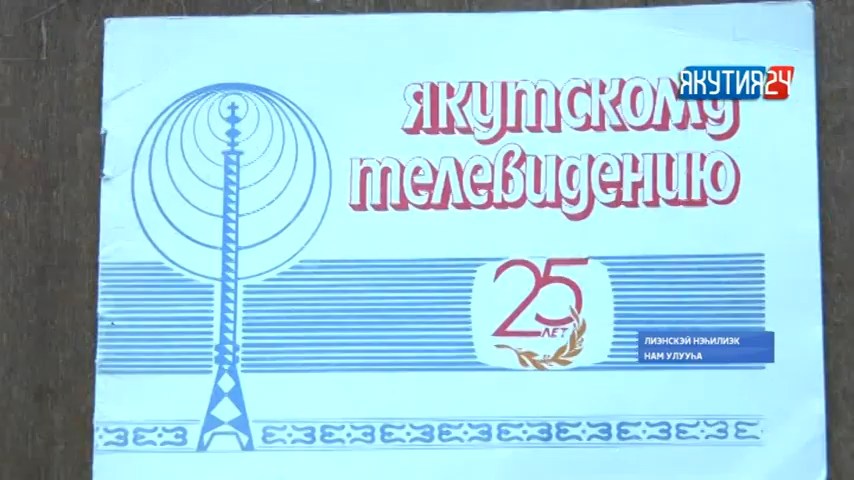 ЯКУТСКОМУ
ТЕЛЕВИДЕНИЮ
ЯКУТИЯ24
25
ЛЕТ
ЛИЭНСКЭЙ НЭҺИЛИЭК
НАМ УЛУУҺА